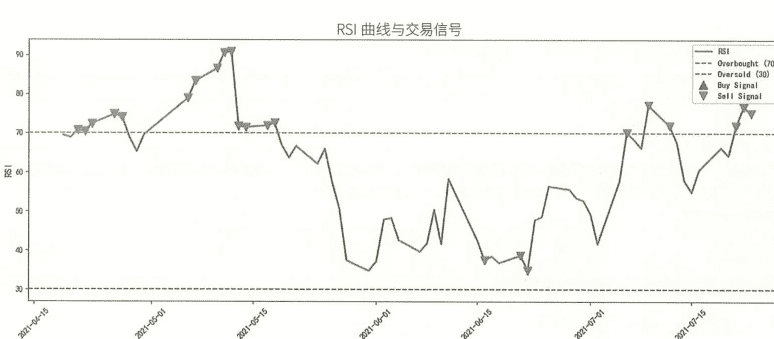 RSI 曲线与交易信号
RSI
Overbought (70
Oversold (30)
Buy Signal
Sell Signal
90
80
70
60
50
40
30
RSI
2021-04-15
2021-05-01
2021-05-15
2021-06-01
2021-06-15
2021-07-01
2021-07-15